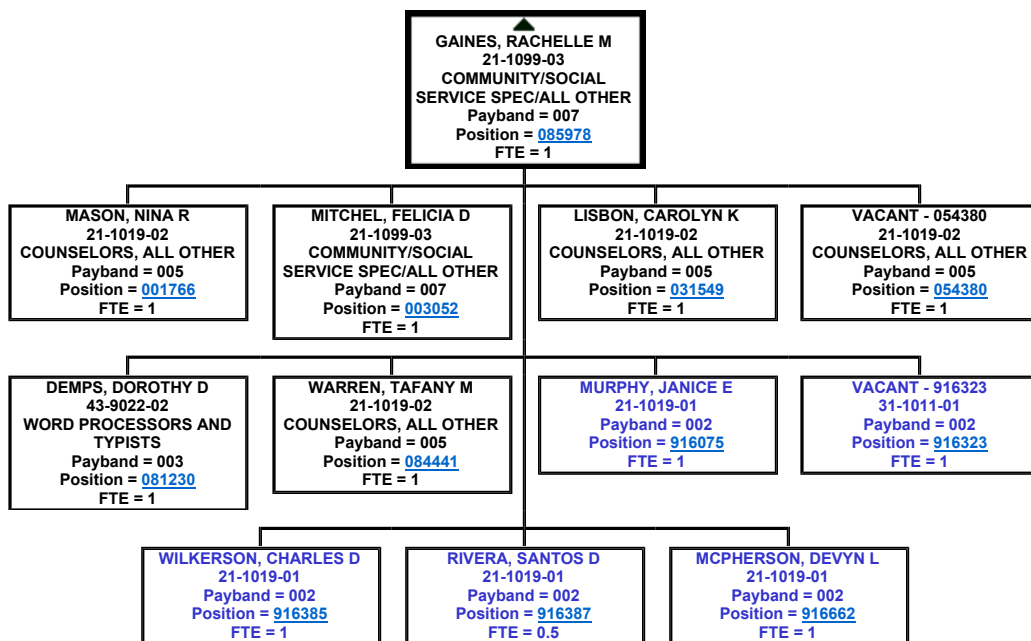 GAINES, RACHELLE M
21-1099-03
COMMUNITY/SOCIAL
SERVICE SPEC/ALL OTHER
Payband = 007
Position = 085978
FTE = 1
MASON, NINA R
21-1019-02
COUNSELORS, ALL OTHER
Payband = 005
Position = 001766
FTE = 1
MITCHEL, FELICIA D
21-1099-03
COMMUNITY/SOCIAL
SERVICE SPEC/ALL OTHER
Payband = 007
Position = 003052
FTE = 1
LISBON, CAROLYN K
21-1019-02
COUNSELORS, ALL OTHER
Payband = 005
Position = 031549
FTE = 1
VACANT - 054380
21-1019-02
COUNSELORS, ALL OTHER
Payband = 005
Position = 054380
FTE = 1
DEMPS, DOROTHY D
43-9022-02
WORD PROCESSORS AND
TYPISTS
Payband = 003
Position = 081230
FTE = 1
WARREN, TAFANY M
21-1019-02
COUNSELORS, ALL OTHER
Payband = 005
Position = 084441
FTE = 1
MURPHY, JANICE E
21-1019-01
Payband = 002
Position = 916075
FTE = 1
VACANT - 916323
31-1011-01
Payband = 002
Position = 916323
FTE = 1
WILKERSON, CHARLES D
21-1019-01
Payband = 002
Position = 916385
FTE = 1
RIVERA, SANTOS D
21-1019-01
Payband = 002
Position = 916387
FTE = 0.5
MCPHERSON, DEVYN L
21-1019-01
Payband = 002
Position = 916662
FTE = 1